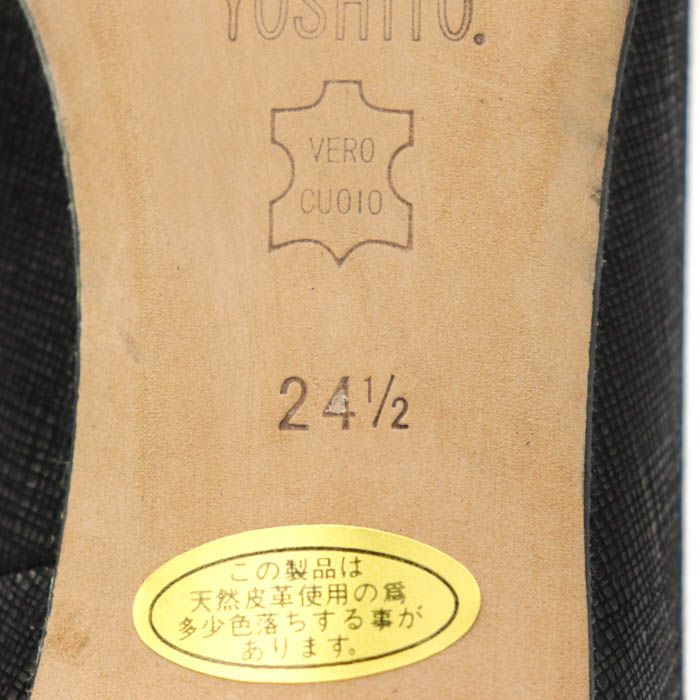 YOSHITO®
VERO
CUOIO
24½
この製品は
天然皮革使用の爲
多少色落ちする事が
あります。